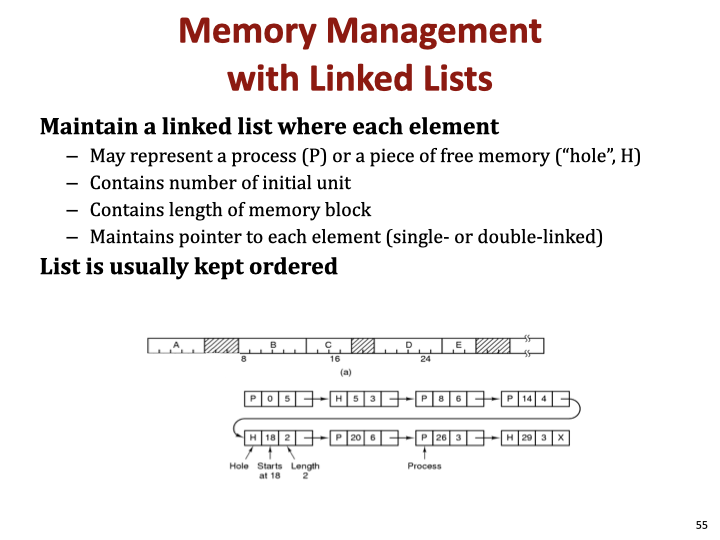 Memory Management
with Linked Lists
Maintain a linked list where each element
– May represent a process (P) or a piece of free memory (“hole”, H)
– Contains number of initial unit
– Contains length of memory block
– Maintains pointer to each element (single- or double-linked)
List is usually kept ordered
A B C D E
8 16 24
(a)
P 0 5 H 5 3 P 8 6 P 14 4
H 18 2 P 20 6 P 26 3 H 29 3 X
Hole Starts Length Process
at 18 2
55